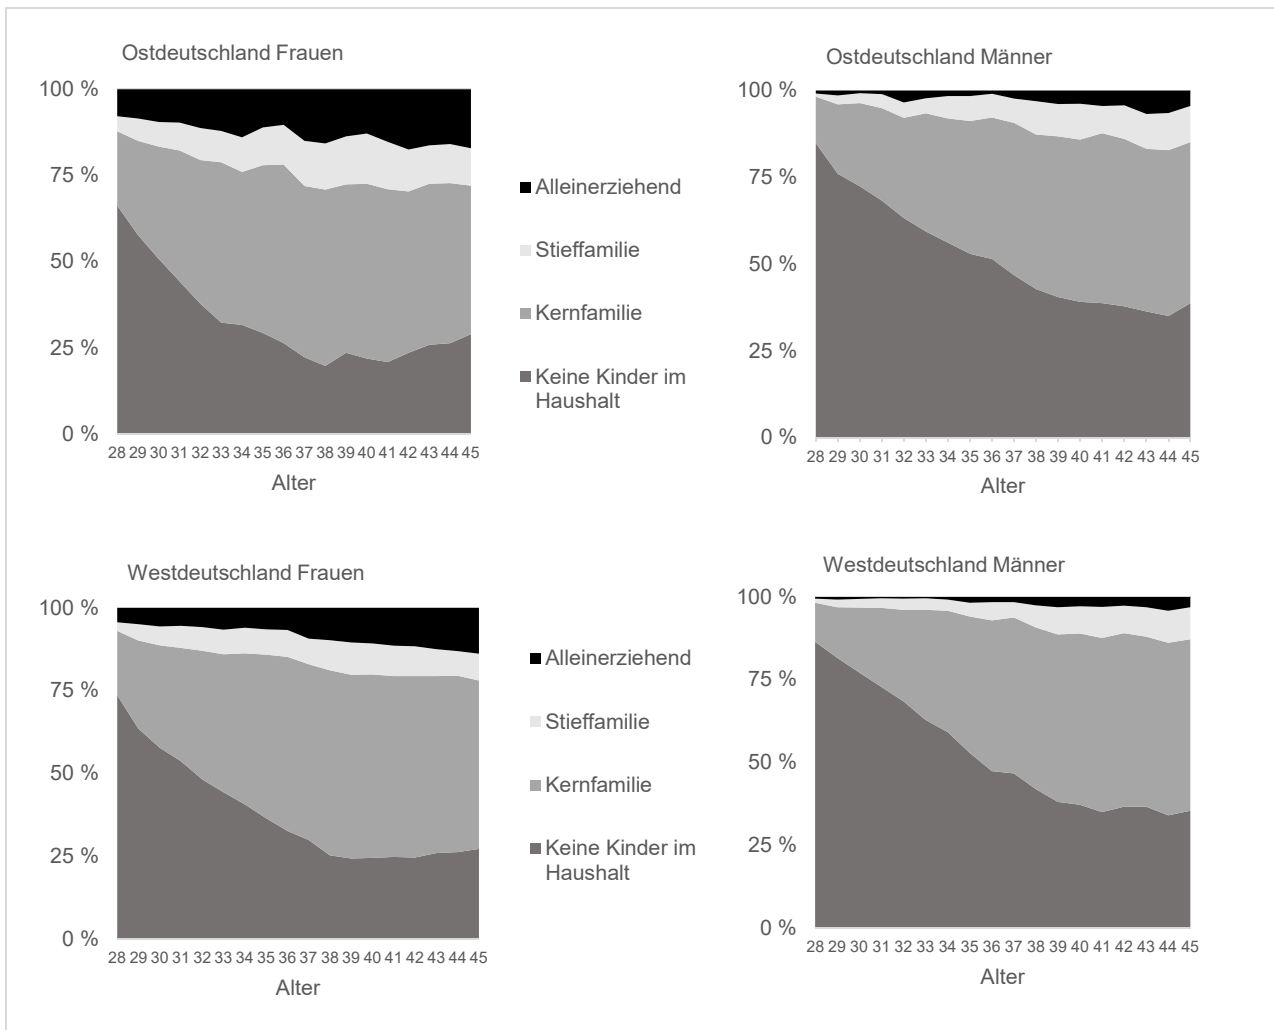 Ostdeutschland Frauen
100 %
75 %
50 %
25 %
0 %
28 29 30 31 32 33 34 35 36 37 38 39 40 41 42 43 44 45
Alter
Alleinerziehend
Stieffamilie
Kernfamilie
Keine Kinder im
Haushalt
Ostdeutschland Männer
100 %
75 %
50 %
25 %
0 %
28 29 30 31 32 33 34 35 36 37 38 39 40 41 42 43 44 45
Alter
Westdeutschland Frauen
100 %
75 %
50 %
25 %
0 %
28 29 30 31 32 33 34 35 36 37 38 39 40 41 42 43 44 45
Alter
Alleinerziehend
Stieffamilie
Kernfamilie
Keine Kinder im
Haushalt
Westdeutschland Männer
100 %
75 %
50 %
25 %
0 %
28 29 30 31 32 33 34 35 36 37 38 39 40 41 42 43 44 45
Alter